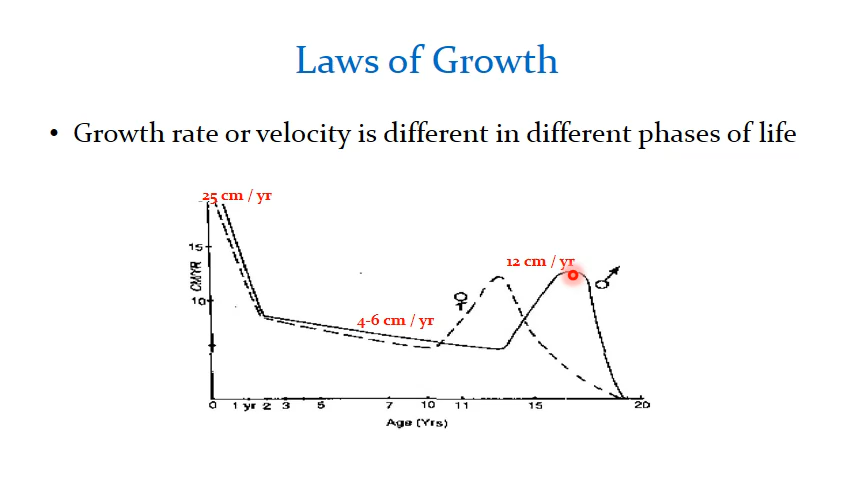 Laws of Growth
• Growth rate or velocity is different in different phases of life
25 cm / yr
15
12 cm / yr
CM/YR
10
4-6 cm / yr
0 1 yr 2 3 5 7 10 11 15 20
Age (Yrs)